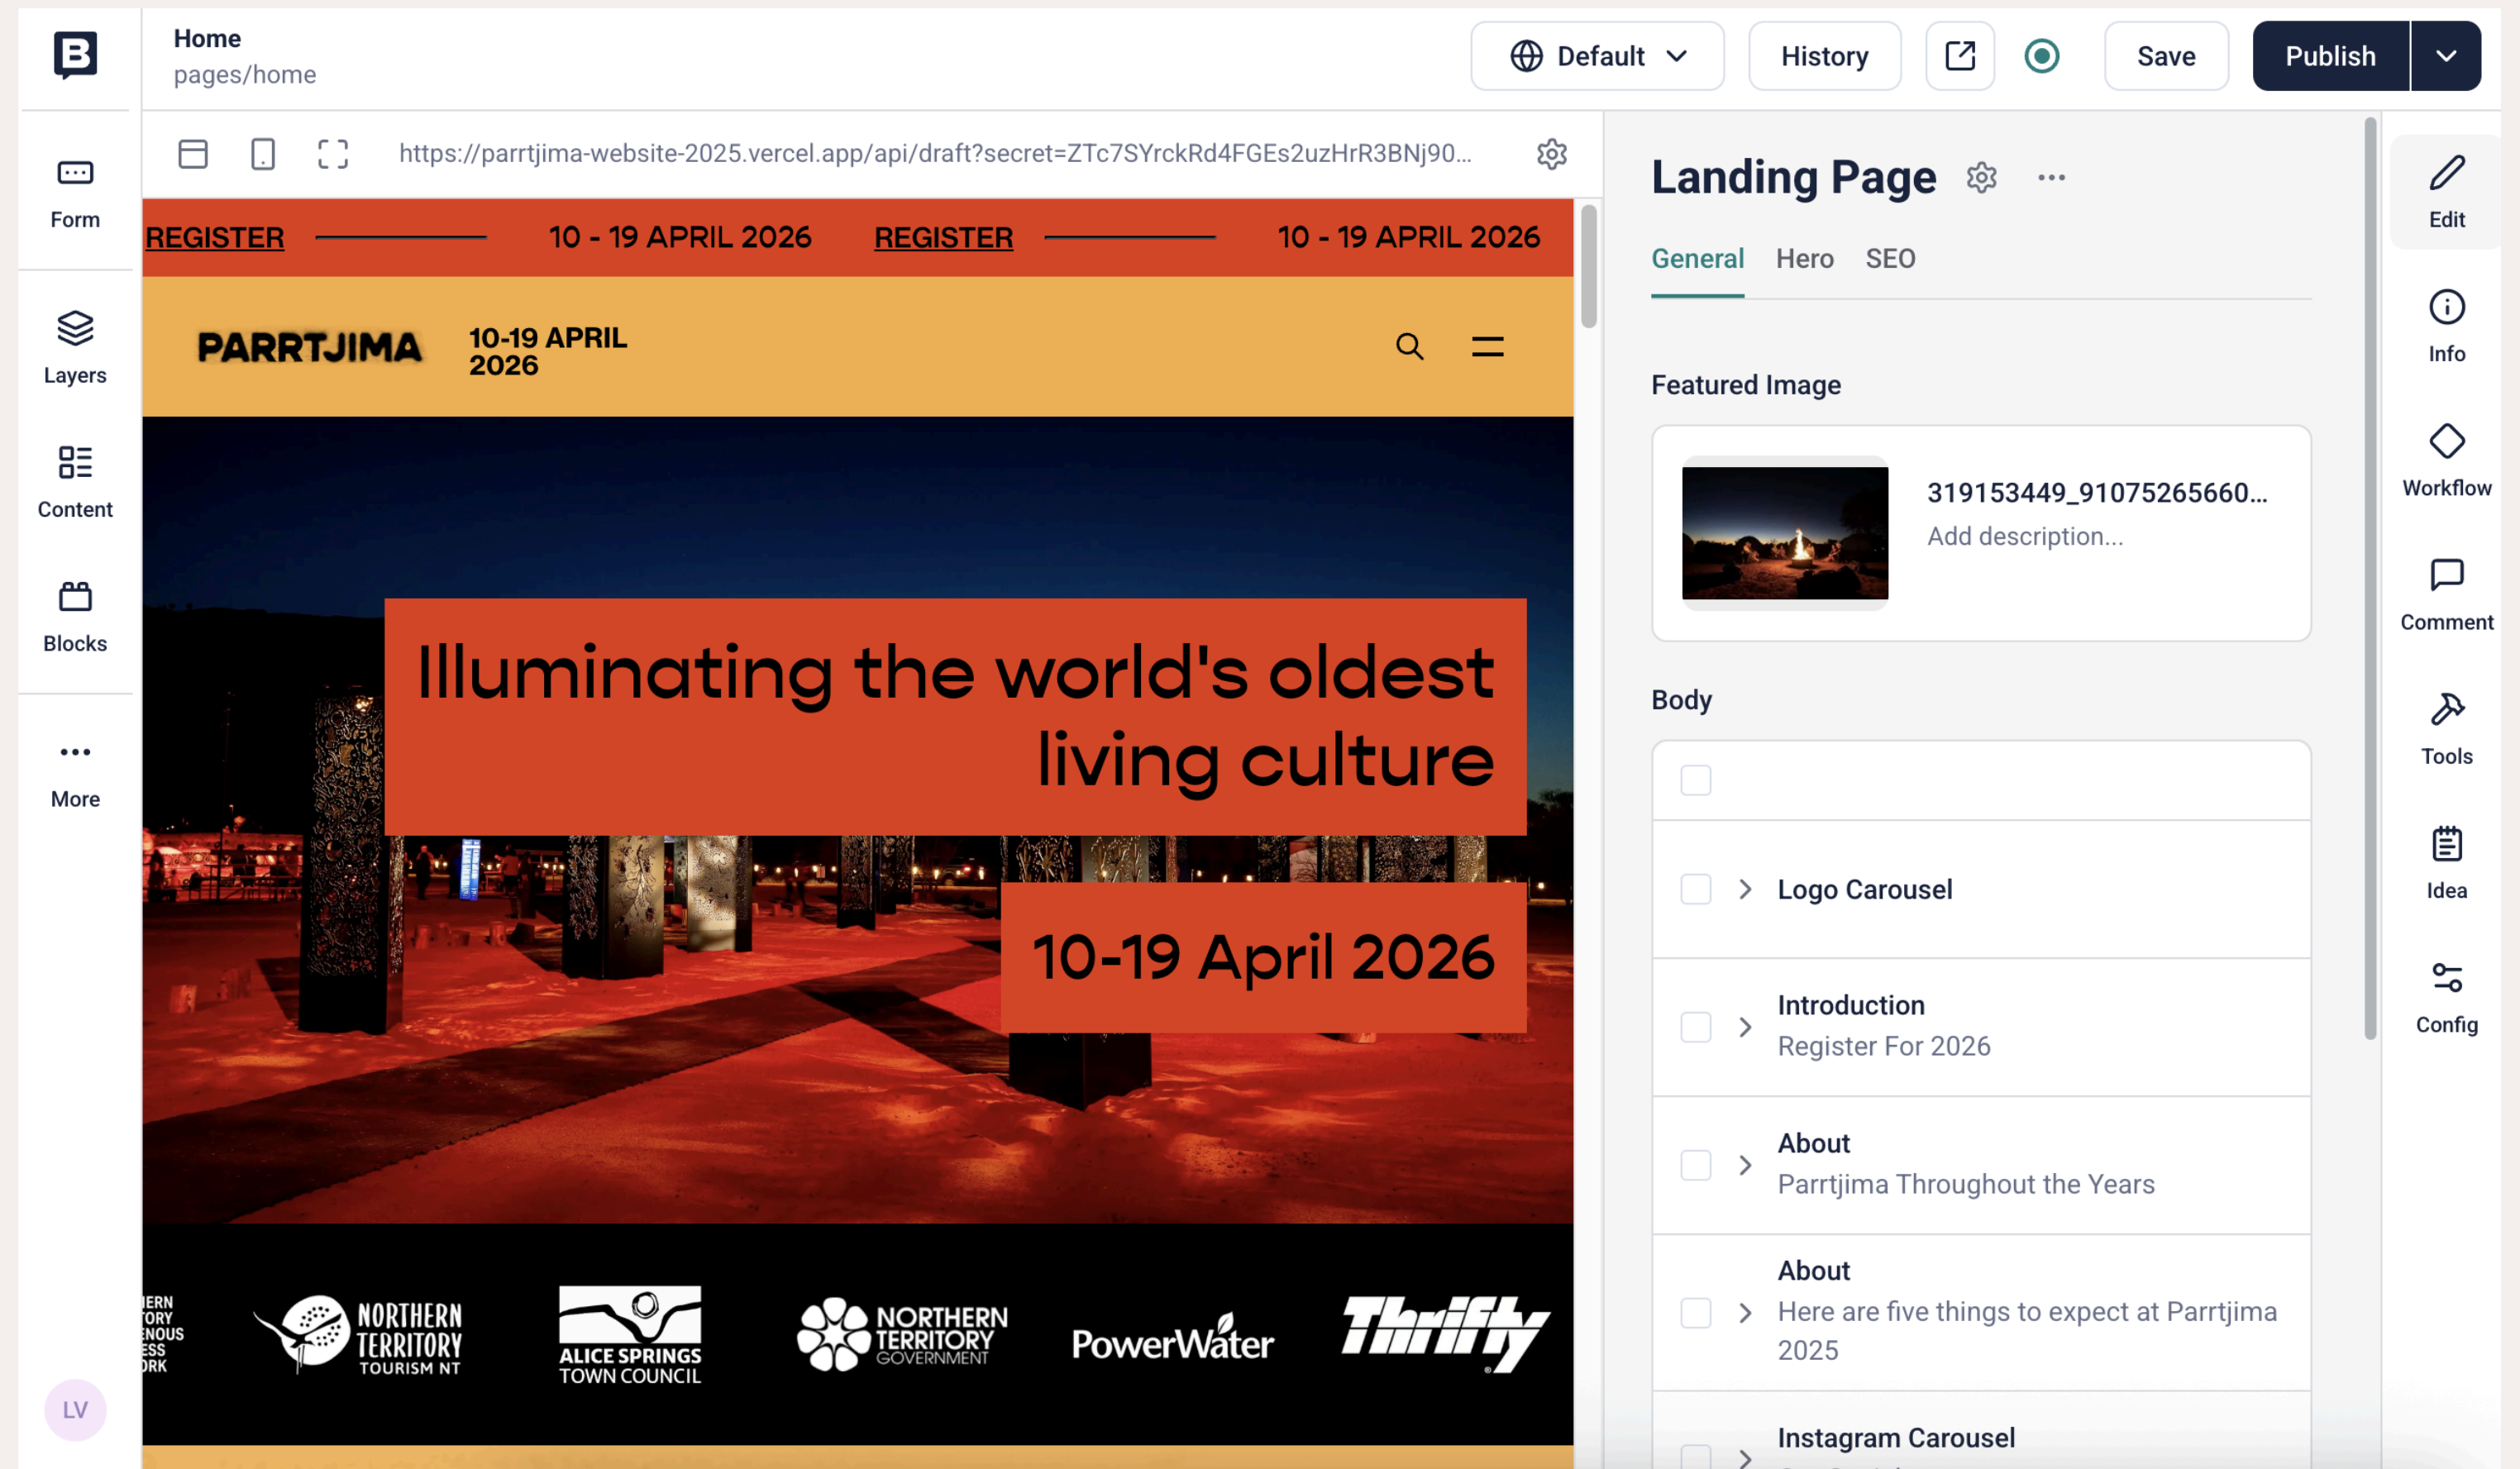 Home
pages/home
Default
History
Save
Publish
Form
Layers
Content
Blocks
More
LV
https://parrtjima-website-2025.vercel.app/api/draft?secret=ZTc7SYrckRd4FGEs2uzHrR3BNj90...
REGISTER 10 - 19 APRIL 2026 REGISTER 10 - 19 APRIL 2026
PARRTJIMA
10-19 APRIL
2026
Illuminating the world's oldest
living culture
10-19 April 2026
NORTHERN
TERRITORY
TOURISM NT
ALICE SPRINGS
TOWN COUNCIL
NORTHERN
TERRITORY
GOVERNMENT
PowerWater
Thrifty
Landing Page
General Hero SEO
Featured Image
319153449_91075265660...
Add description...
Body
Logo Carousel
Introduction
Register For 2026
About
Parrtjima Throughout the Years
About
Here are five things to expect at Parrtjima
2025
Instagram Carousel
Edit
Info
Workflow
Comment
Tools
Idea
Config